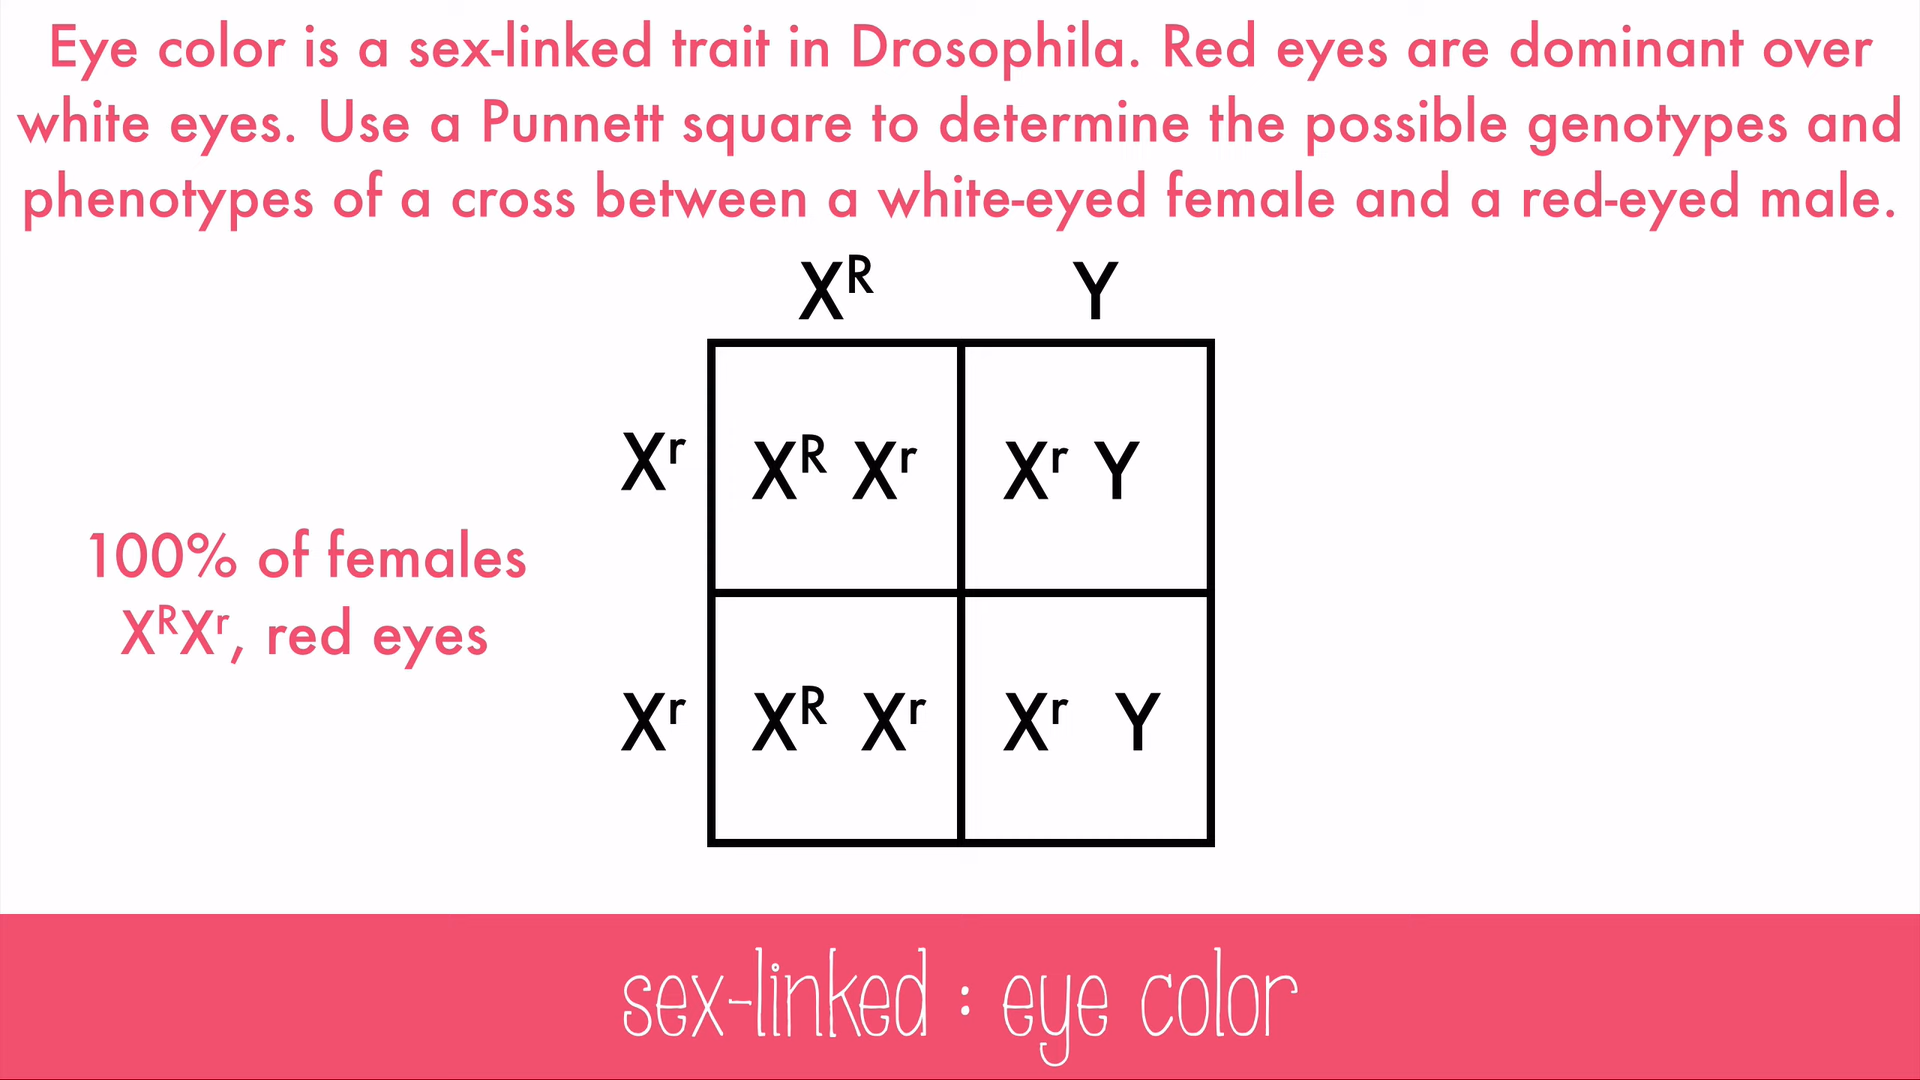 Eye color is a sex-linked trait in Drosophila. Red eyes are dominant over
white eyes. Use a Punnett square to determine the possible genotypes and
phenotypes of a cross between a white-eyed female and a red-eyed male.
Xᴿ Y
Xʳ Xᴿ Xʳ Xʳ Y
100% of females
XᴿXʳ, red eyes
Xʳ Xᴿ Xʳ Xʳ Y
sex-linked : eye color